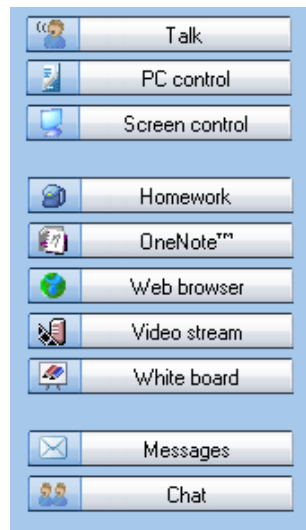 Talk
PC control
Screen control
Homework
OneNote™
Web browser
Video stream
White board
Messages
Chat